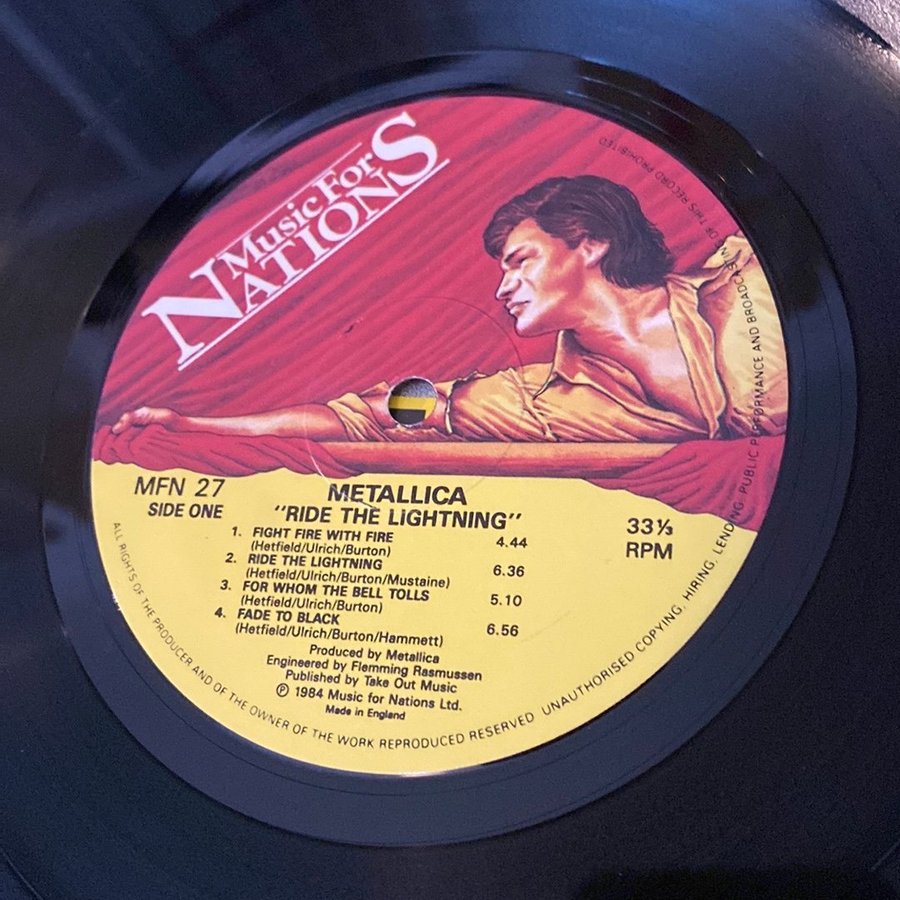 Music For
NATIONS
MFN 27
SIDE ONE
METALLICA
"RIDE THE LiGHTNING"
33⅓
RPM
1. FIGHT FIRE WITH FIRE 4.44
(Hetfield/Ulrich/Burton)
2. RIDE THE LIGHTNING 6.36
(Hetfield/Ulrich/Burton/Mustaine)
3. FOR WHOM THE BELL TOLLS 5.10
(Hetfield/Ulrich/Burton)
4. FADE TO BLACK 6.56
(Hetfield/Ulrich/Burton/Hammett)
Produced by Metallica
Engineered by Flemming Rasmussen
Published by Take Out Music
℗ 1984 Music for Nations Ltd.
Made in England
ALL RIGHTS OF THE PRODUCER AND OF THE OWNER OF THE WORK REPRODUCED RESERVED UNAUTHORISED COPYING, HIRING, LENDING, PUBLIC PERFORMANCE AND BROADCASTING OF THIS RECORD PROHIBITED